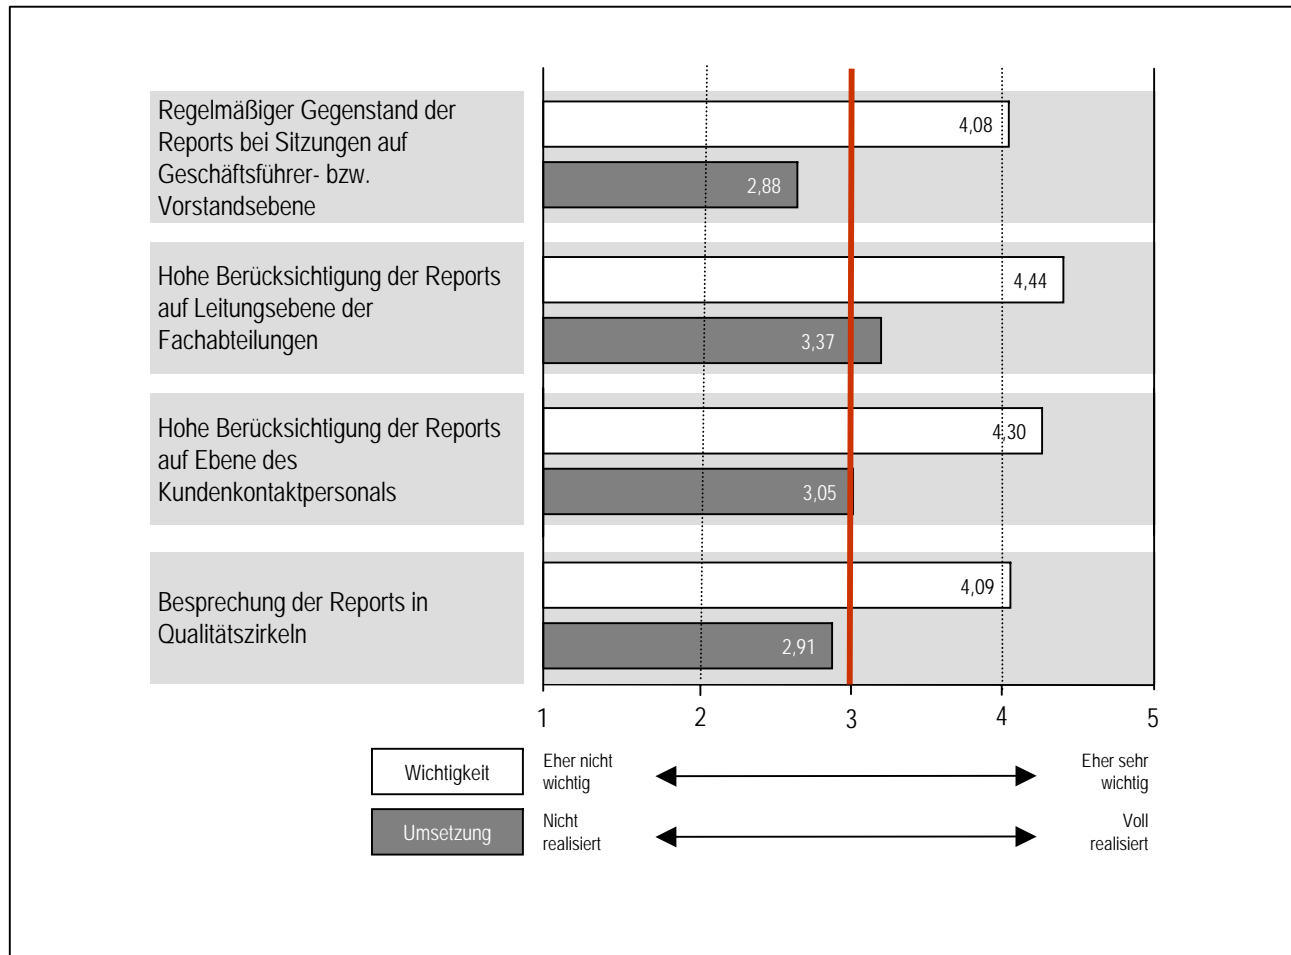 Regelmäßiger Gegenstand der
Reports bei Sitzungen auf
Geschäftsführer- bzw.
Vorstandsebene
4,08
2,88
Hohe Berücksichtigung der Reports
auf Leitungsebene der
Fachabteilungen
4,44
3,37
Hohe Berücksichtigung der Reports
auf Ebene des
Kundenkontaktpersonals
4,30
3,05
Besprechung der Reports in
Qualitätszirkeln
4,09
2,91
1 2 3 4 5
Wichtigkeit
Eher nicht
wichtig
Eher sehr
wichtig
Umsetzung
Nicht
realisiert
Voll
realisiert